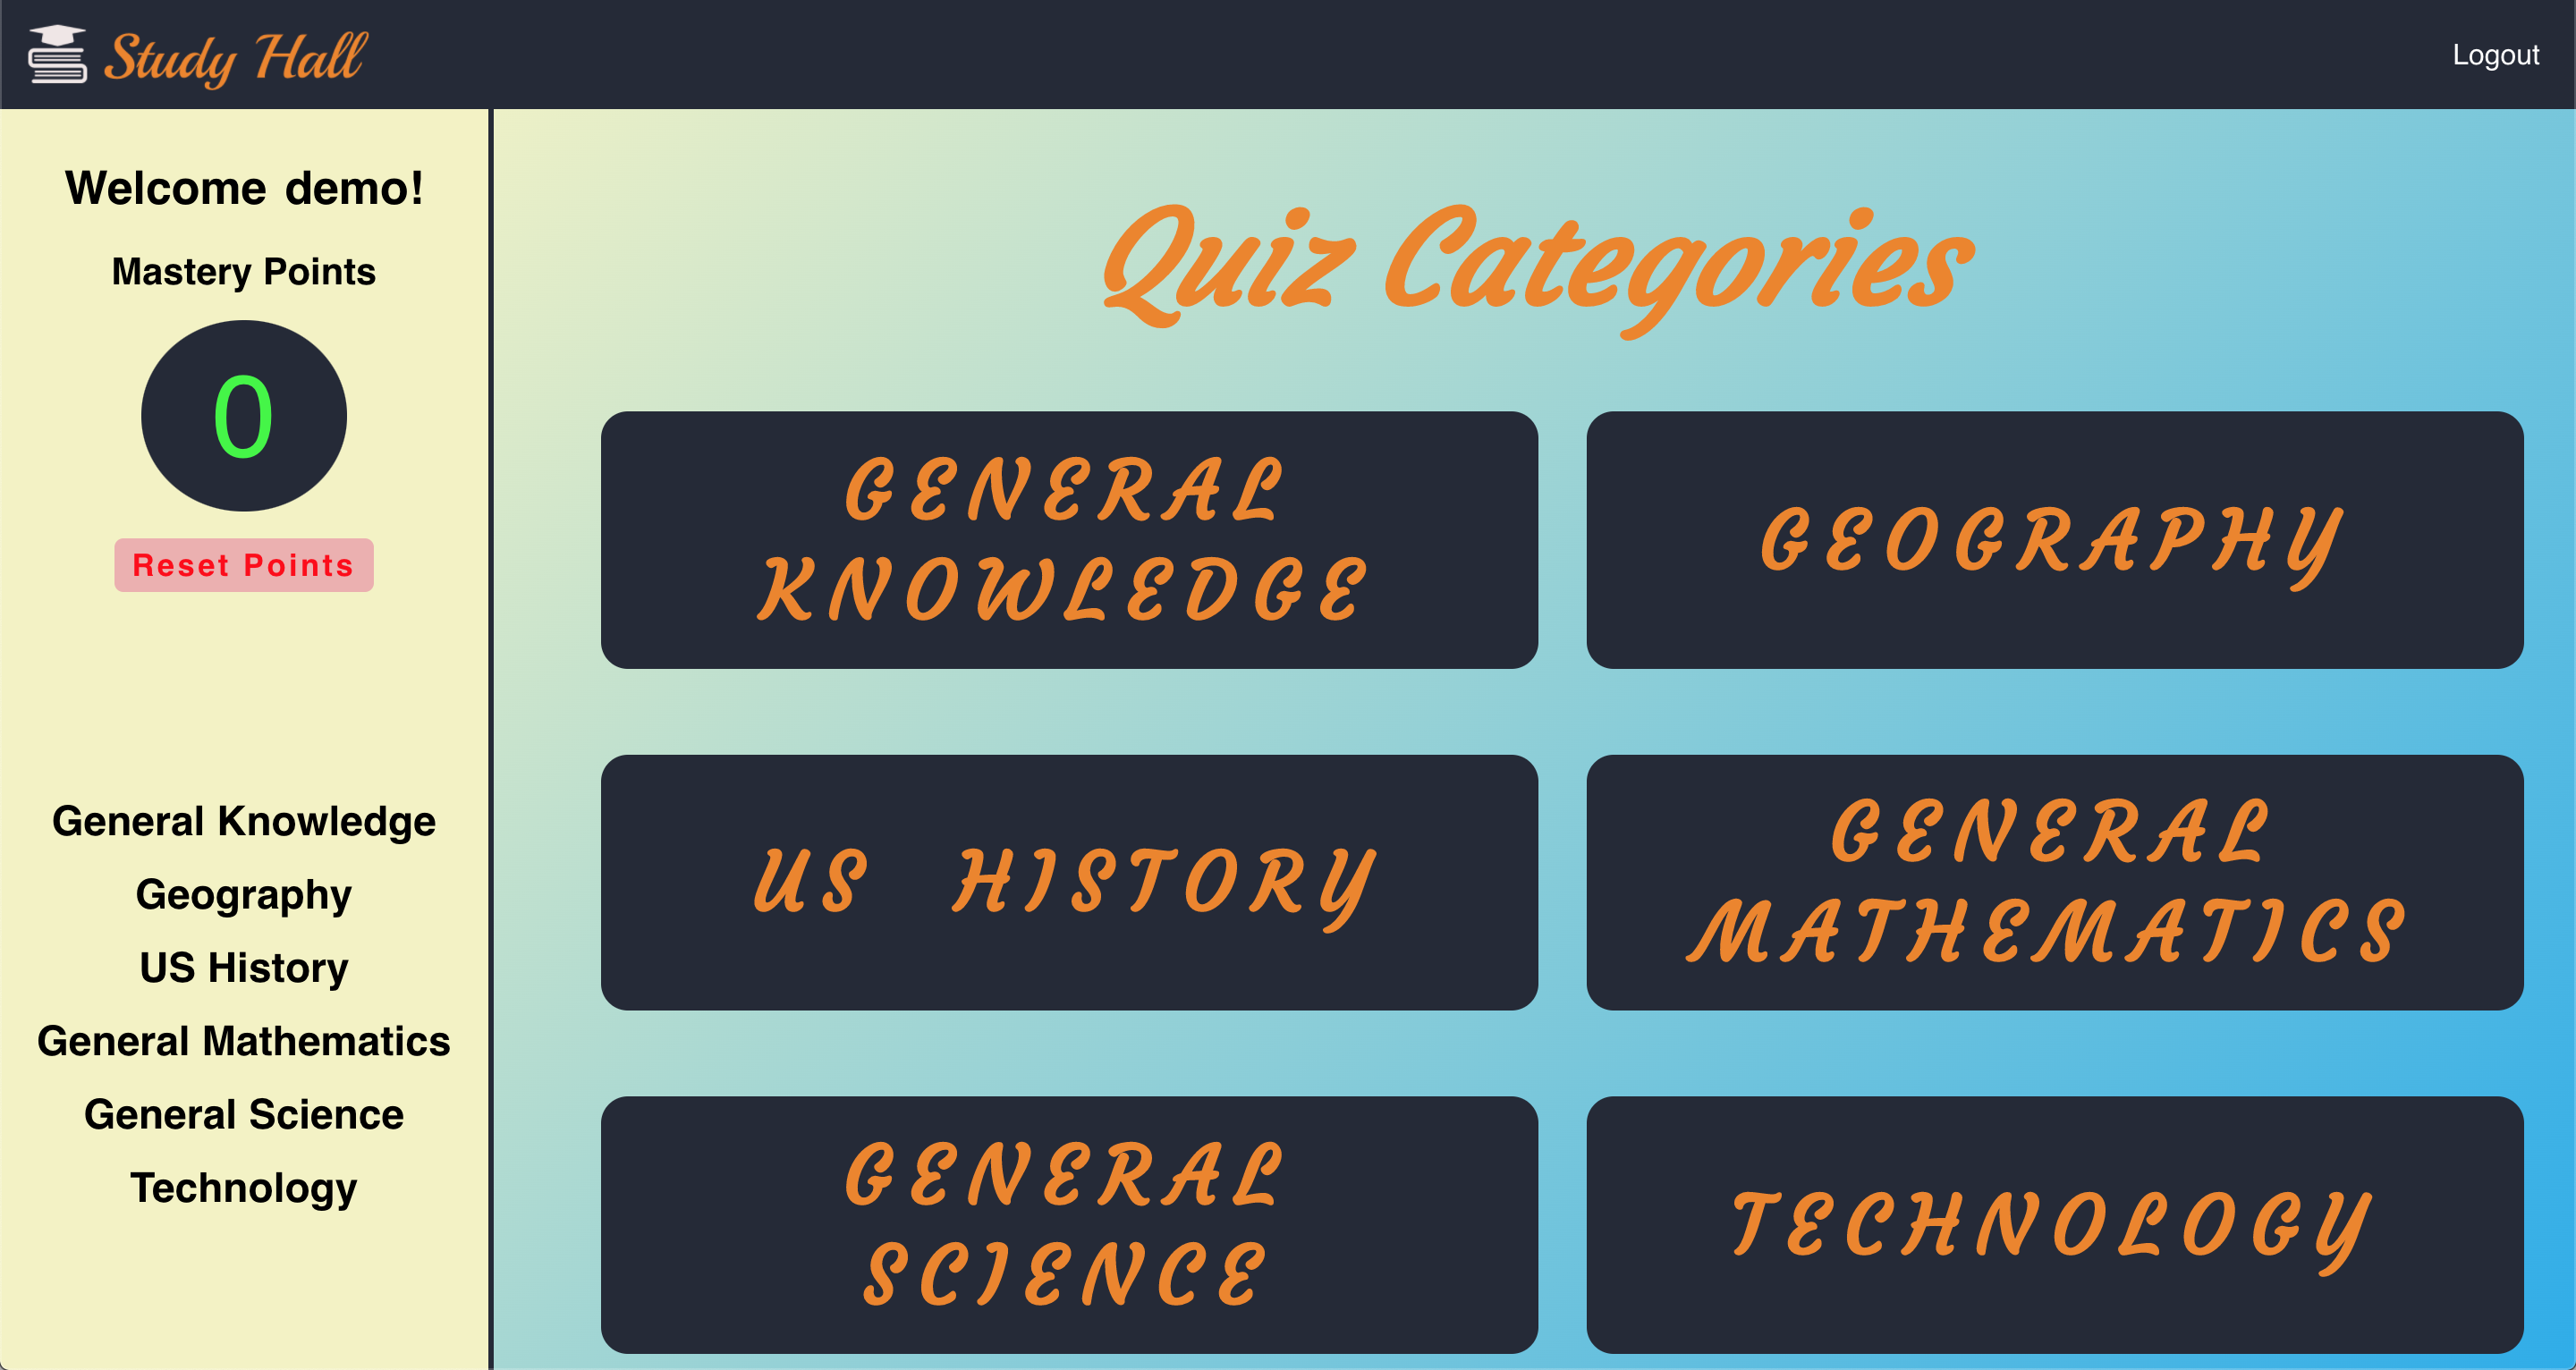 Study Hall
Logout
Welcome demo!
Mastery Points
0
Reset Points
General Knowledge
Geography
US History
General Mathematics
General Science
Technology
Quiz Categories
GENERAL
KNOWLEDGE
GEOGRAPHY
US HISTORY
GENERAL
MATHEMATICS
GENERAL
SCIENCE
TECHNOLOGY